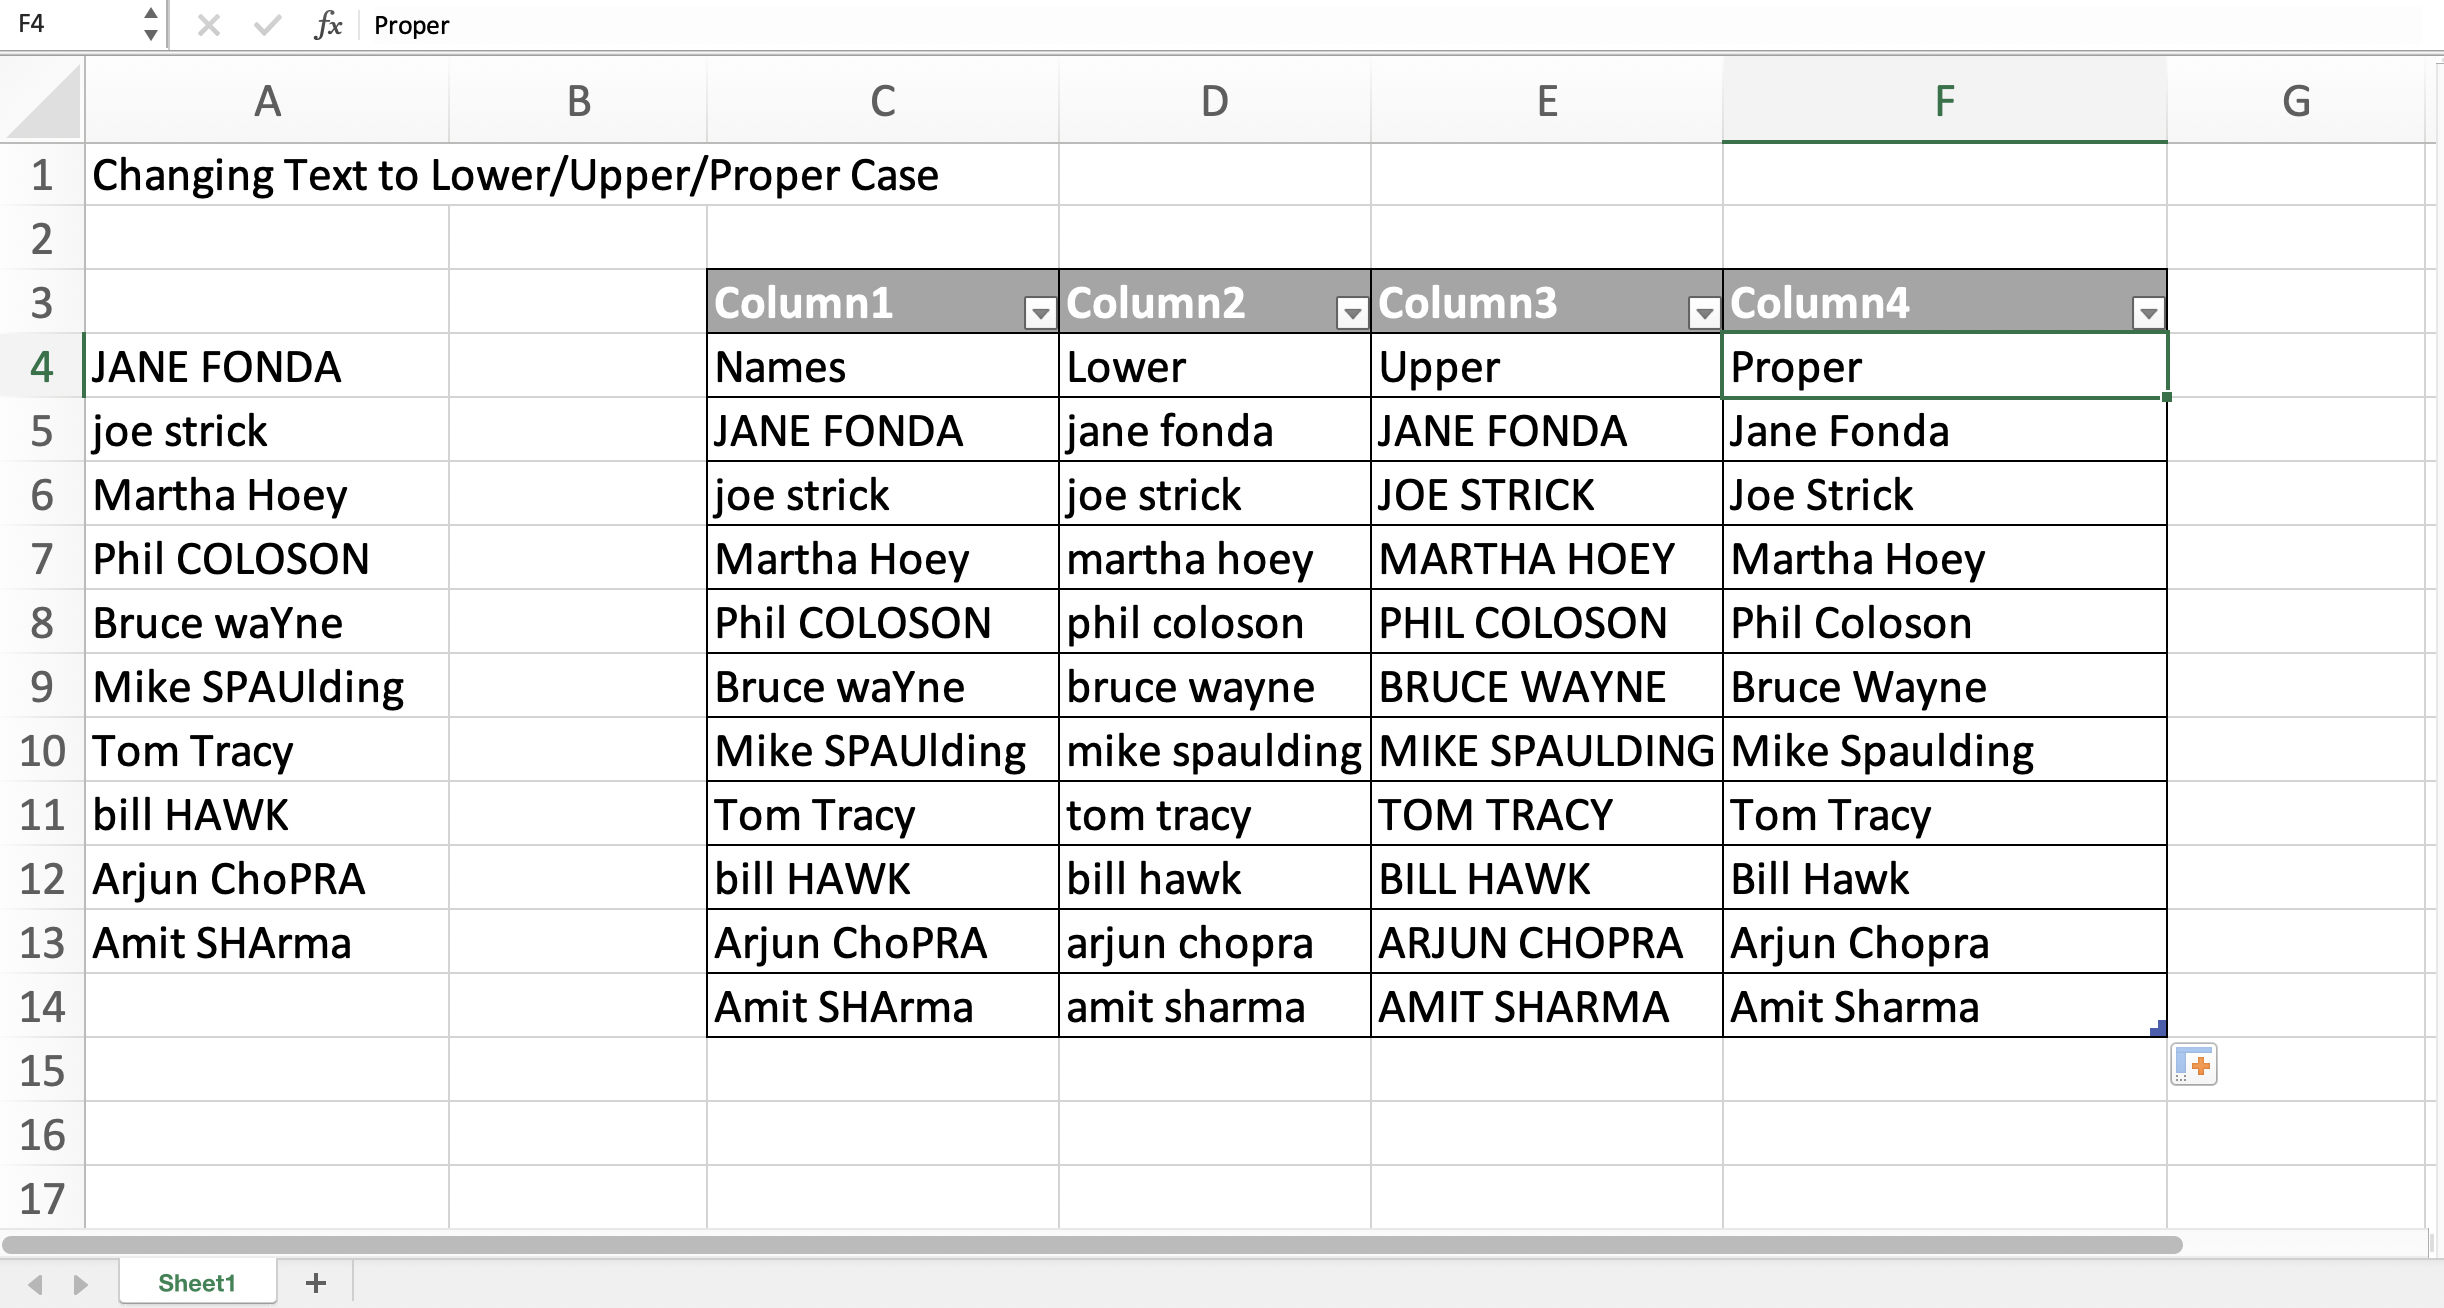 F4 fx Proper
A B C D E F G
1 Changing Text to Lower/Upper/Proper Case
2
3 Column1 Column2 Column3 Column4
4 JANE FONDA Names Lower Upper Proper
5 joe strick JANE FONDA jane fonda JANE FONDA Jane Fonda
6 Martha Hoey joe strick joe strick JOE STRICK Joe Strick
7 Phil COLOSON Martha Hoey martha hoey MARTHA HOEY Martha Hoey
8 Bruce waYne Phil COLOSON phil coloson PHIL COLOSON Phil Coloson
9 Mike SPAUlding Bruce waYne bruce wayne BRUCE WAYNE Bruce Wayne
10 Tom Tracy Mike SPAUlding mike spaulding MIKE SPAULDING Mike Spaulding
11 bill HAWK Tom Tracy tom tracy TOM TRACY Tom Tracy
12 Arjun ChoPRA bill HAWK bill hawk BILL HAWK Bill Hawk
13 Amit SHArma Arjun ChoPRA arjun chopra ARJUN CHOPRA Arjun Chopra
14 Amit SHArma amit sharma AMIT SHARMA Amit Sharma
15
16
17
Sheet1 +